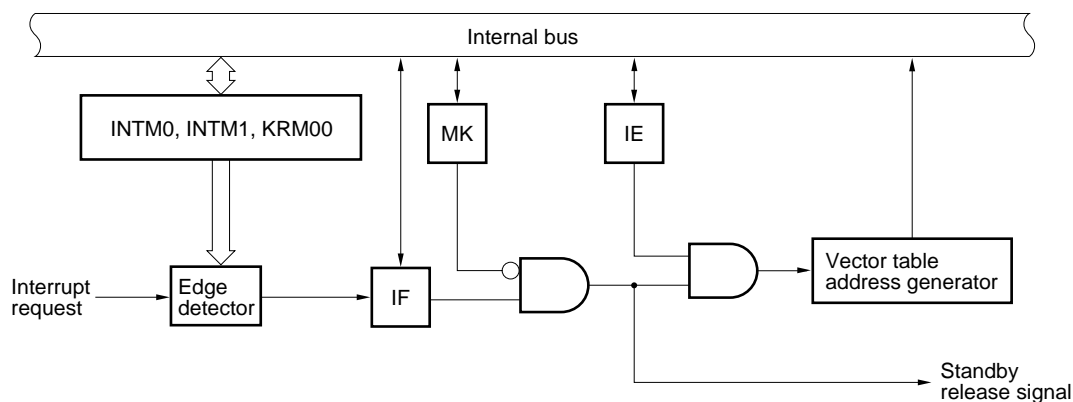 Internal bus
INTM0, INTM1, KRM00
MK
IE
Interrupt
request
Edge
detector
IF
Vector table
address generator
Standby
release signal